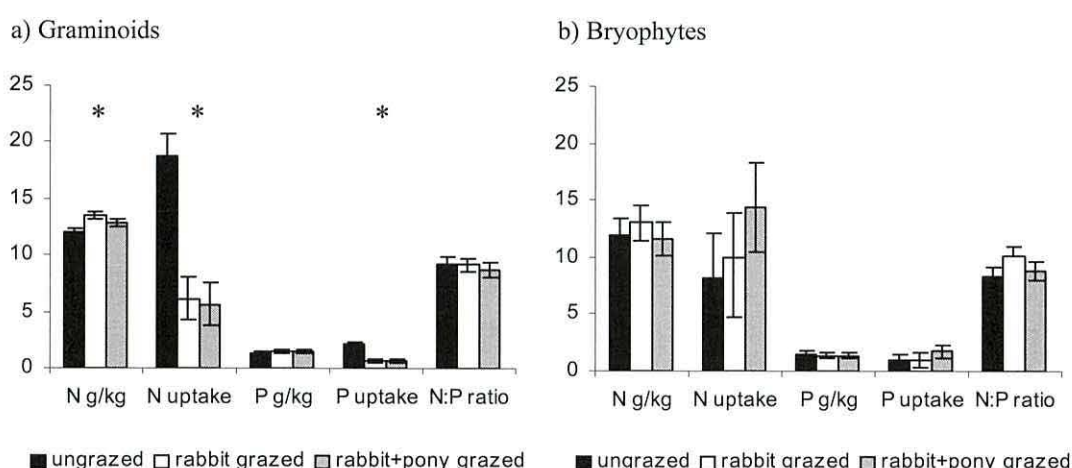 a) Graminoids
25
20
15
10
5
0
* * *
N g/kg N uptake P g/kg P uptake N:P ratio
ungrazed rabbit grazed rabbit+pony grazed
b) Bryophytes
25
20
15
10
5
0
N g/kg N uptake P g/kg P uptake N:P ratio
ungrazed rabbit grazed rabbit+pony grazed